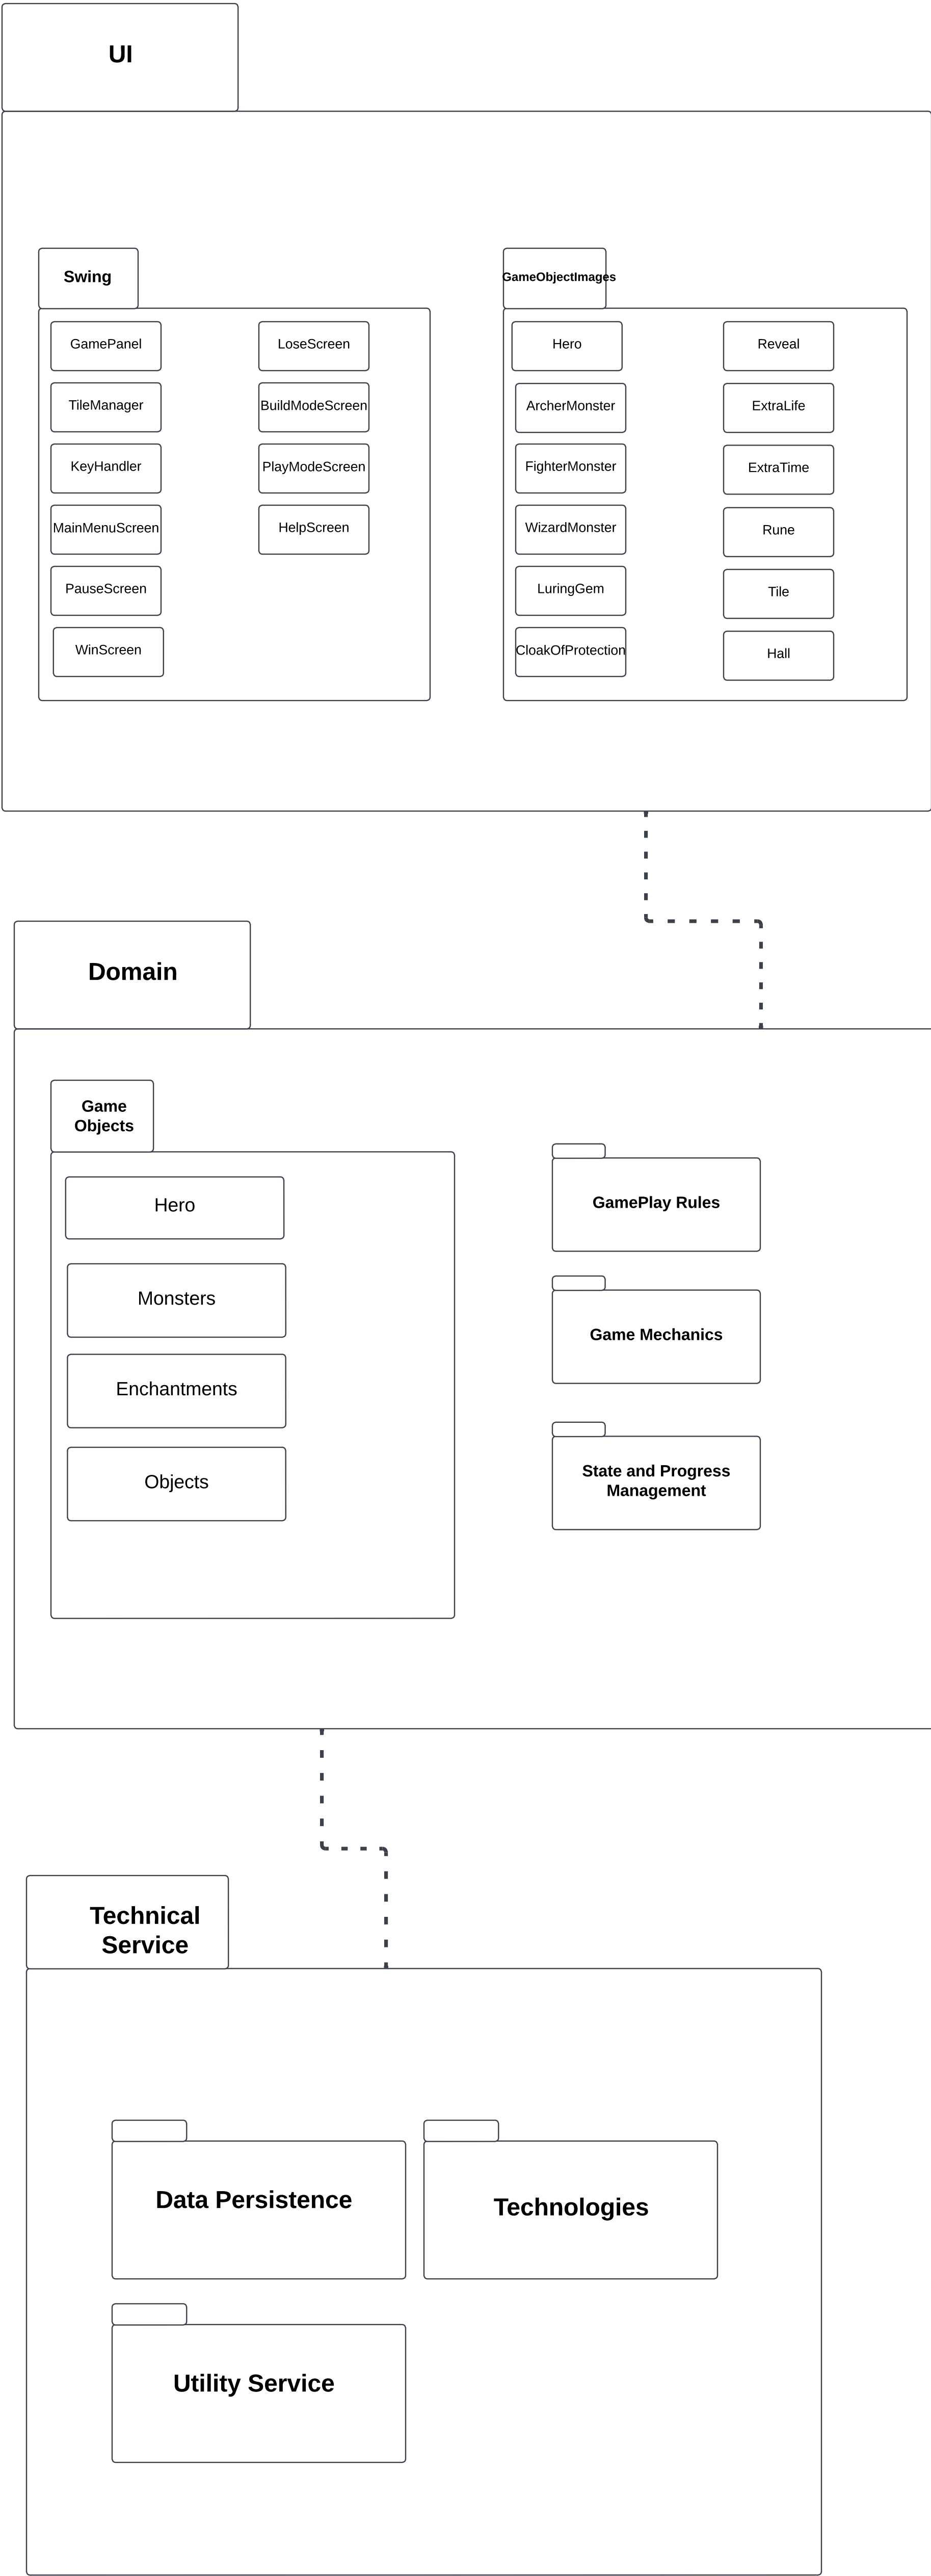 UI
Swing
GamePanel
TileManager
KeyHandler
MainMenuScreen
PauseScreen
WinScreen
LoseScreen
BuildModeScreen
PlayModeScreen
HelpScreen
GameObjectImages
Hero
ArcherMonster
FighterMonster
WizardMonster
LuringGem
CloakOfProtection
Reveal
ExtraLife
ExtraTime
Rune
Tile
Hall
Domain
Game
Objects
Hero
Monsters
Enchantments
Objects
GamePlay Rules
Game Mechanics
State and Progress
Management
Technical
Service
Data Persistence
Technologies
Utility Service